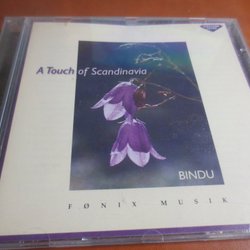 A Touch of Scandinavia
BINDU
FØNIX MUSIK